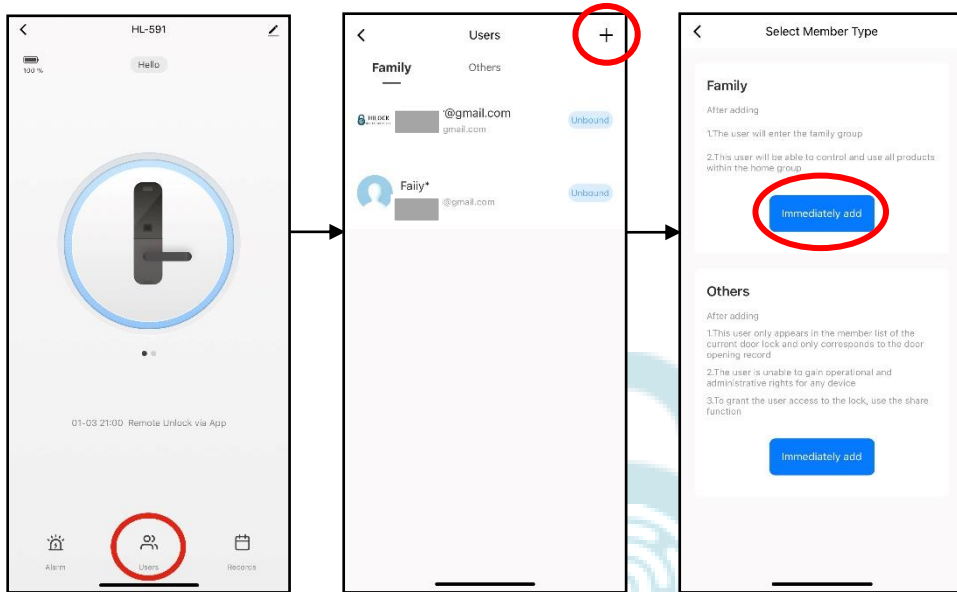 HL-591
100 %
Hello
01-03 21:00 Remote Unlock via App
Alarm
Users
Records
Users
Family
Others
HILOCK
'@gmail.com
gmail.com
Unbound
Faiiy*
@gmail.com
Unbound
Select Member Type
Family
After adding
1.The user will enter the family group
2.This user will be able to control and use all products
within the home group
Immediately add
Others
After adding
1.This user only appears in the member list of the
current door lock and only corresponds to the door
opening record
2.The user is unable to gain operational and
administrative rights for any device
3.To grant the user access to the lock, use the share
function
Immediately add